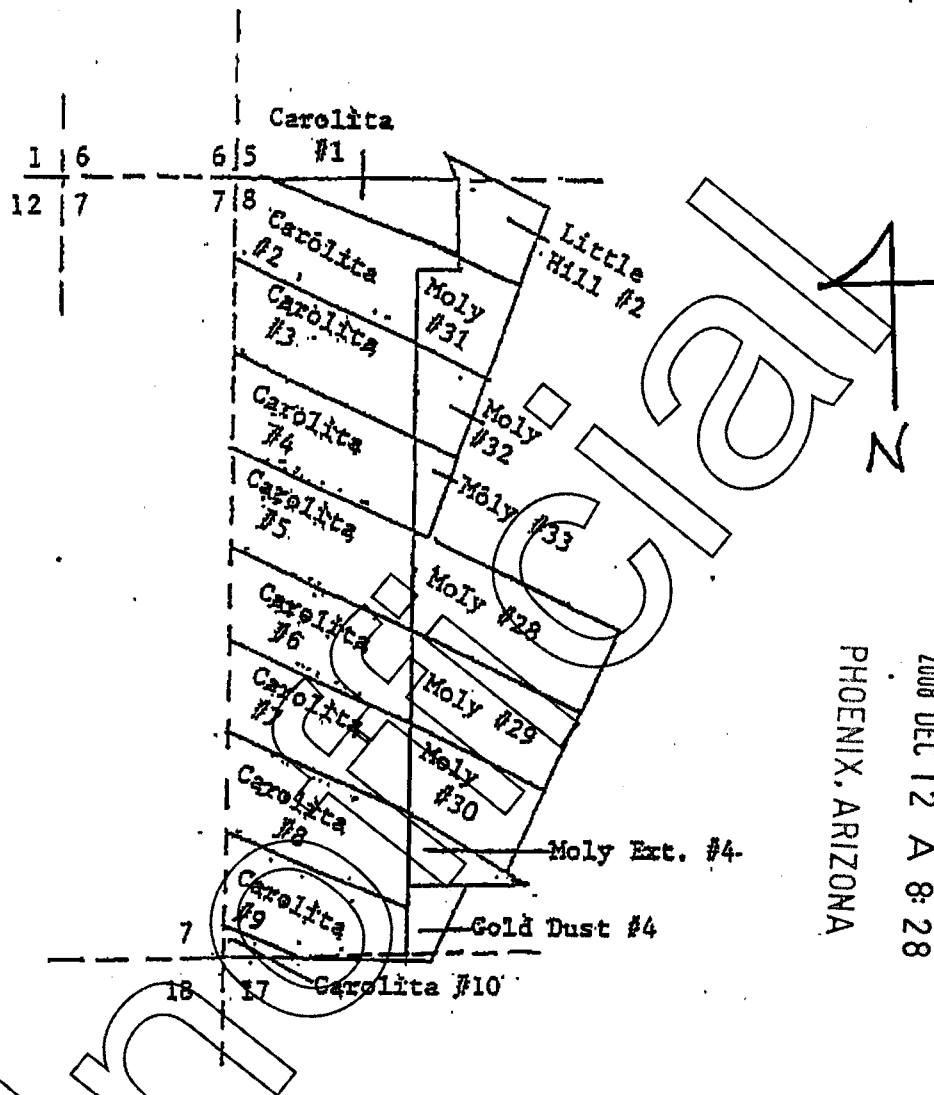 Carolita
#1
1 6
6 5
12 7
7 8
Carolita
#2
Little
Hill #2
Moly
#31
Carolita
#3
Moly
#32
Carolita
#4
Moly #33
Carolita
#5
Moly #28
Carolita
#6
Moly #29
Carolita
#7
Moly
#30
Carolita
#8
Moly Ext. #4
Carolita
#9
Gold Dust #4
7
18 17
Carolita #10
N
2008 DEC 12 A 8:28
PHOENIX, ARIZONA
Unofficial